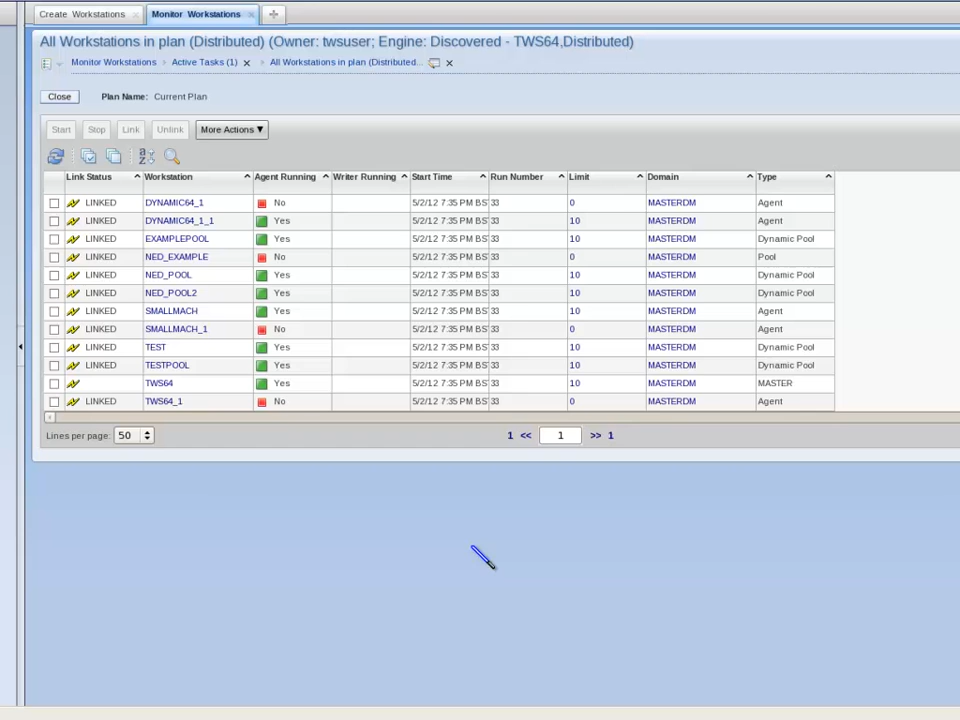 Create Workstations
Monitor Workstations
All Workstations in plan (Distributed) (Owner: twsuser; Engine: Discovered - TWS64,Distributed)
Monitor Workstations Active Tasks (1) All Workstations in plan (Distributed...
Close Plan Name: Current Plan
Start Stop Link Unlink More Actions
Link Status Workstation Agent Running Writer Running Start Time Run Number Limit Domain Type
LINKED DYNAMIC64_1 No 5/2/12 7:35 PM BS 33 0 MASTERDM Agent
LINKED DYNAMIC64_1_1 Yes 5/2/12 7:35 PM BS 33 10 MASTERDM Agent
LINKED EXAMPLEPOOL Yes 5/2/12 7:35 PM BS 33 10 MASTERDM Dynamic Pool
LINKED NED_EXAMPLE No 5/2/12 7:35 PM BS 33 0 MASTERDM Pool
LINKED NED_POOL Yes 5/2/12 7:35 PM BS 33 10 MASTERDM Dynamic Pool
LINKED NED_POOL2 Yes 5/2/12 7:35 PM BS 33 10 MASTERDM Dynamic Pool
LINKED SMALLMACH Yes 5/2/12 7:35 PM BS 33 10 MASTERDM Agent
LINKED SMALLMACH_1 No 5/2/12 7:35 PM BS 33 0 MASTERDM Agent
LINKED TEST Yes 5/2/12 7:35 PM BS 33 10 MASTERDM Dynamic Pool
LINKED TESTPOOL Yes 5/2/12 7:35 PM BS 33 10 MASTERDM Dynamic Pool
TWS64 Yes 5/2/12 7:35 PM BS 33 10 MASTERDM MASTER
LINKED TWS64_1 No 5/2/12 7:35 PM BS 33 0 MASTERDM Agent
Lines per page: 50 1 << 1 >> 1